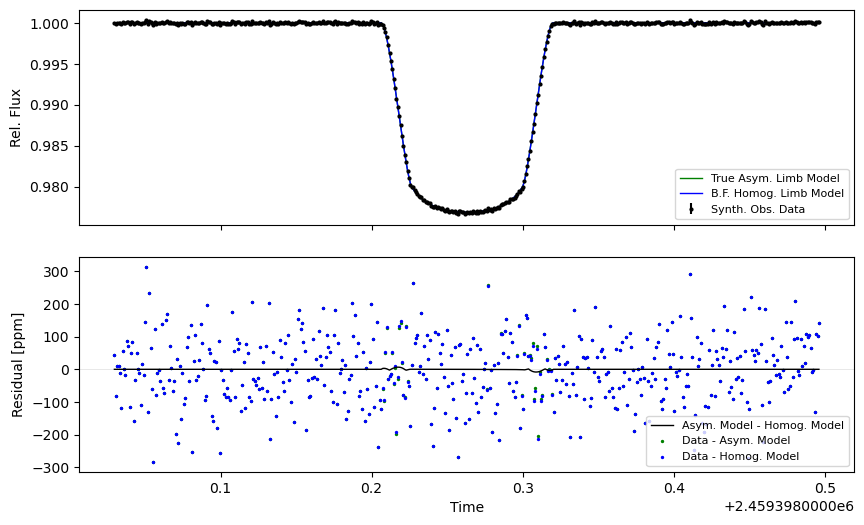 1.000
0.995
0.990
0.985
0.980
Rel. Flux
True Asym. Limb Model
B.F. Homog. Limb Model
Synth. Obs. Data
300
200
100
0
−100
−200
−300
Residual [ppm]
Asym. Model - Homog. Model
Data - Asym. Model
Data - Homog. Model
0.1 0.2 0.3 0.4 0.5
Time
+2.4593980000e6